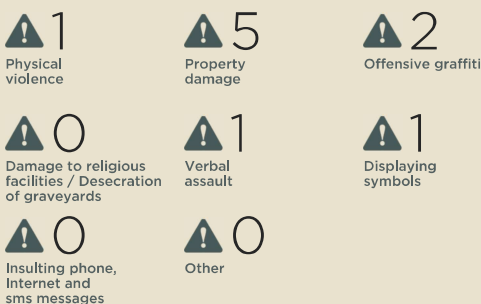 1
Physical
violence
5
Property
damage
2
Offensive graffiti
0
Damage to religious
facilities / Desecration
of graveyards
1
Verbal
assault
1
Displaying
symbols
0
Insulting phone,
Internet and
sms messages
0
Other